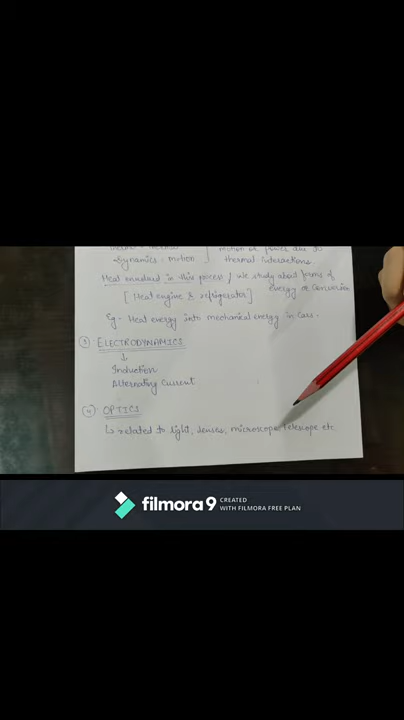 Dynamics - motion thermal interactions.
Heat involved in this process / we study about forms of
energy or conversion
[Heat engine & refrigerator]
Eg - Heat energy into mechanical energy in cars.
③ ELECTRODYNAMICS
↓
Induction
Alternating Current
④ OPTICS
↳ related to light, lenses, microscope, telescope etc.
filmora9 CREATED
WITH FILMORA FREE PLAN